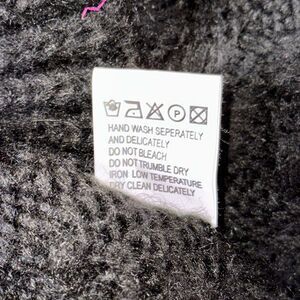 HAND WASH SEPERATELY
AND DELICATELY
DO NOT BLEACH
DO NOT TRUMBLE DRY
IRON LOW TEMPERATURE
DRY CLEAN DELICATELY